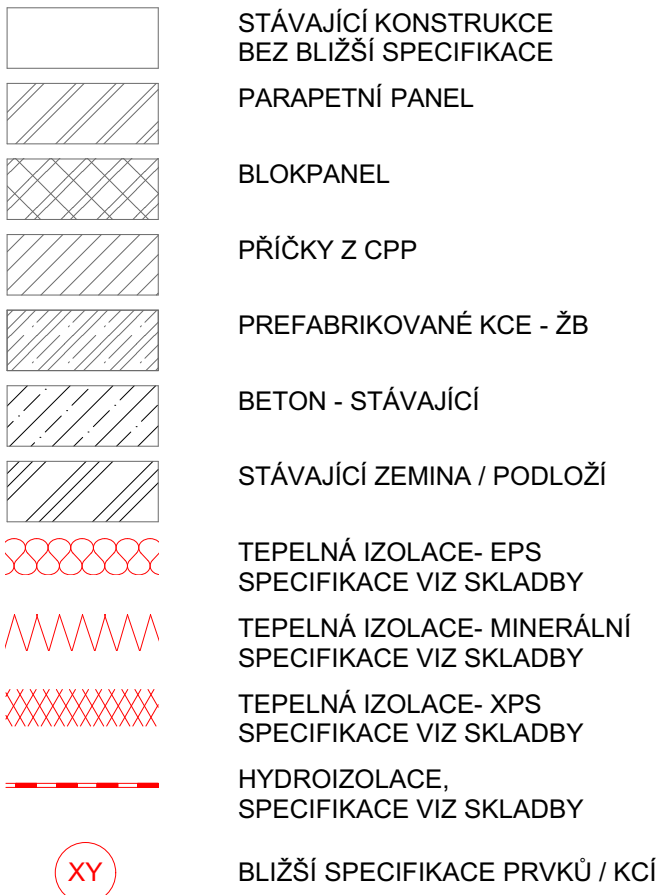 STÁVAJÍCÍ KONSTRUKCE
BEZ BLIŽŠÍ SPECIFIKACE
PARAPETNÍ PANEL
BLOKPANEL
PŘÍČKY Z CPP
PREFABRIKOVANÉ KCE - ŽB
BETON - STÁVAJÍCÍ
STÁVAJÍCÍ ZEMINA / PODLOŽÍ
TEPELNÁ IZOLACE- EPS
SPECIFIKACE VIZ SKLADBY
TEPELNÁ IZOLACE- MINERÁLNÍ
SPECIFIKACE VIZ SKLADBY
TEPELNÁ IZOLACE- XPS
SPECIFIKACE VIZ SKLADBY
HYDROIZOLACE,
SPECIFIKACE VIZ SKLADBY
XY BLIŽŠÍ SPECIFIKACE PRVKŮ / KCÍ